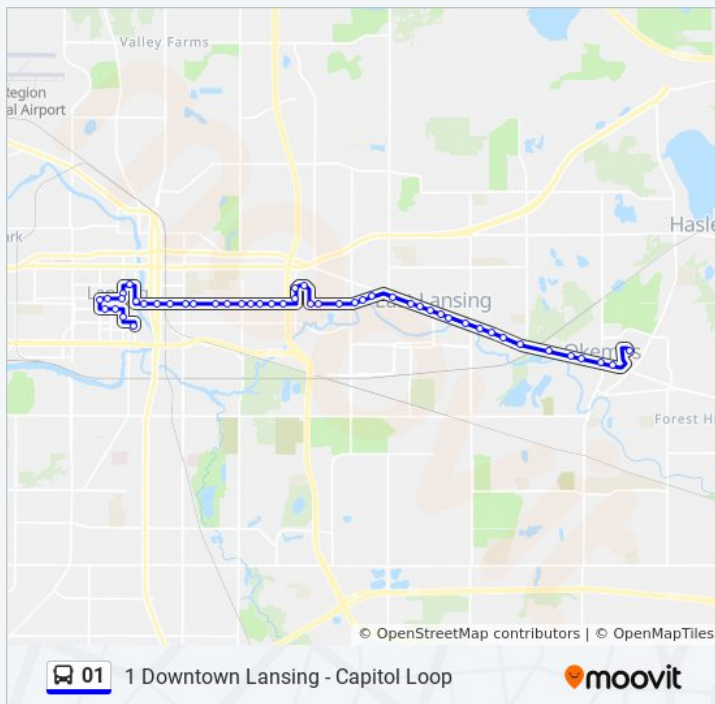 Valley Farms
Region
al Airport
Hasle
ark
Lansing
East Lansing
Okemos
Forest Hi
© OpenStreetMap contributors | © OpenMapTiles
01 1 Downtown Lansing - Capitol Loop
moovit